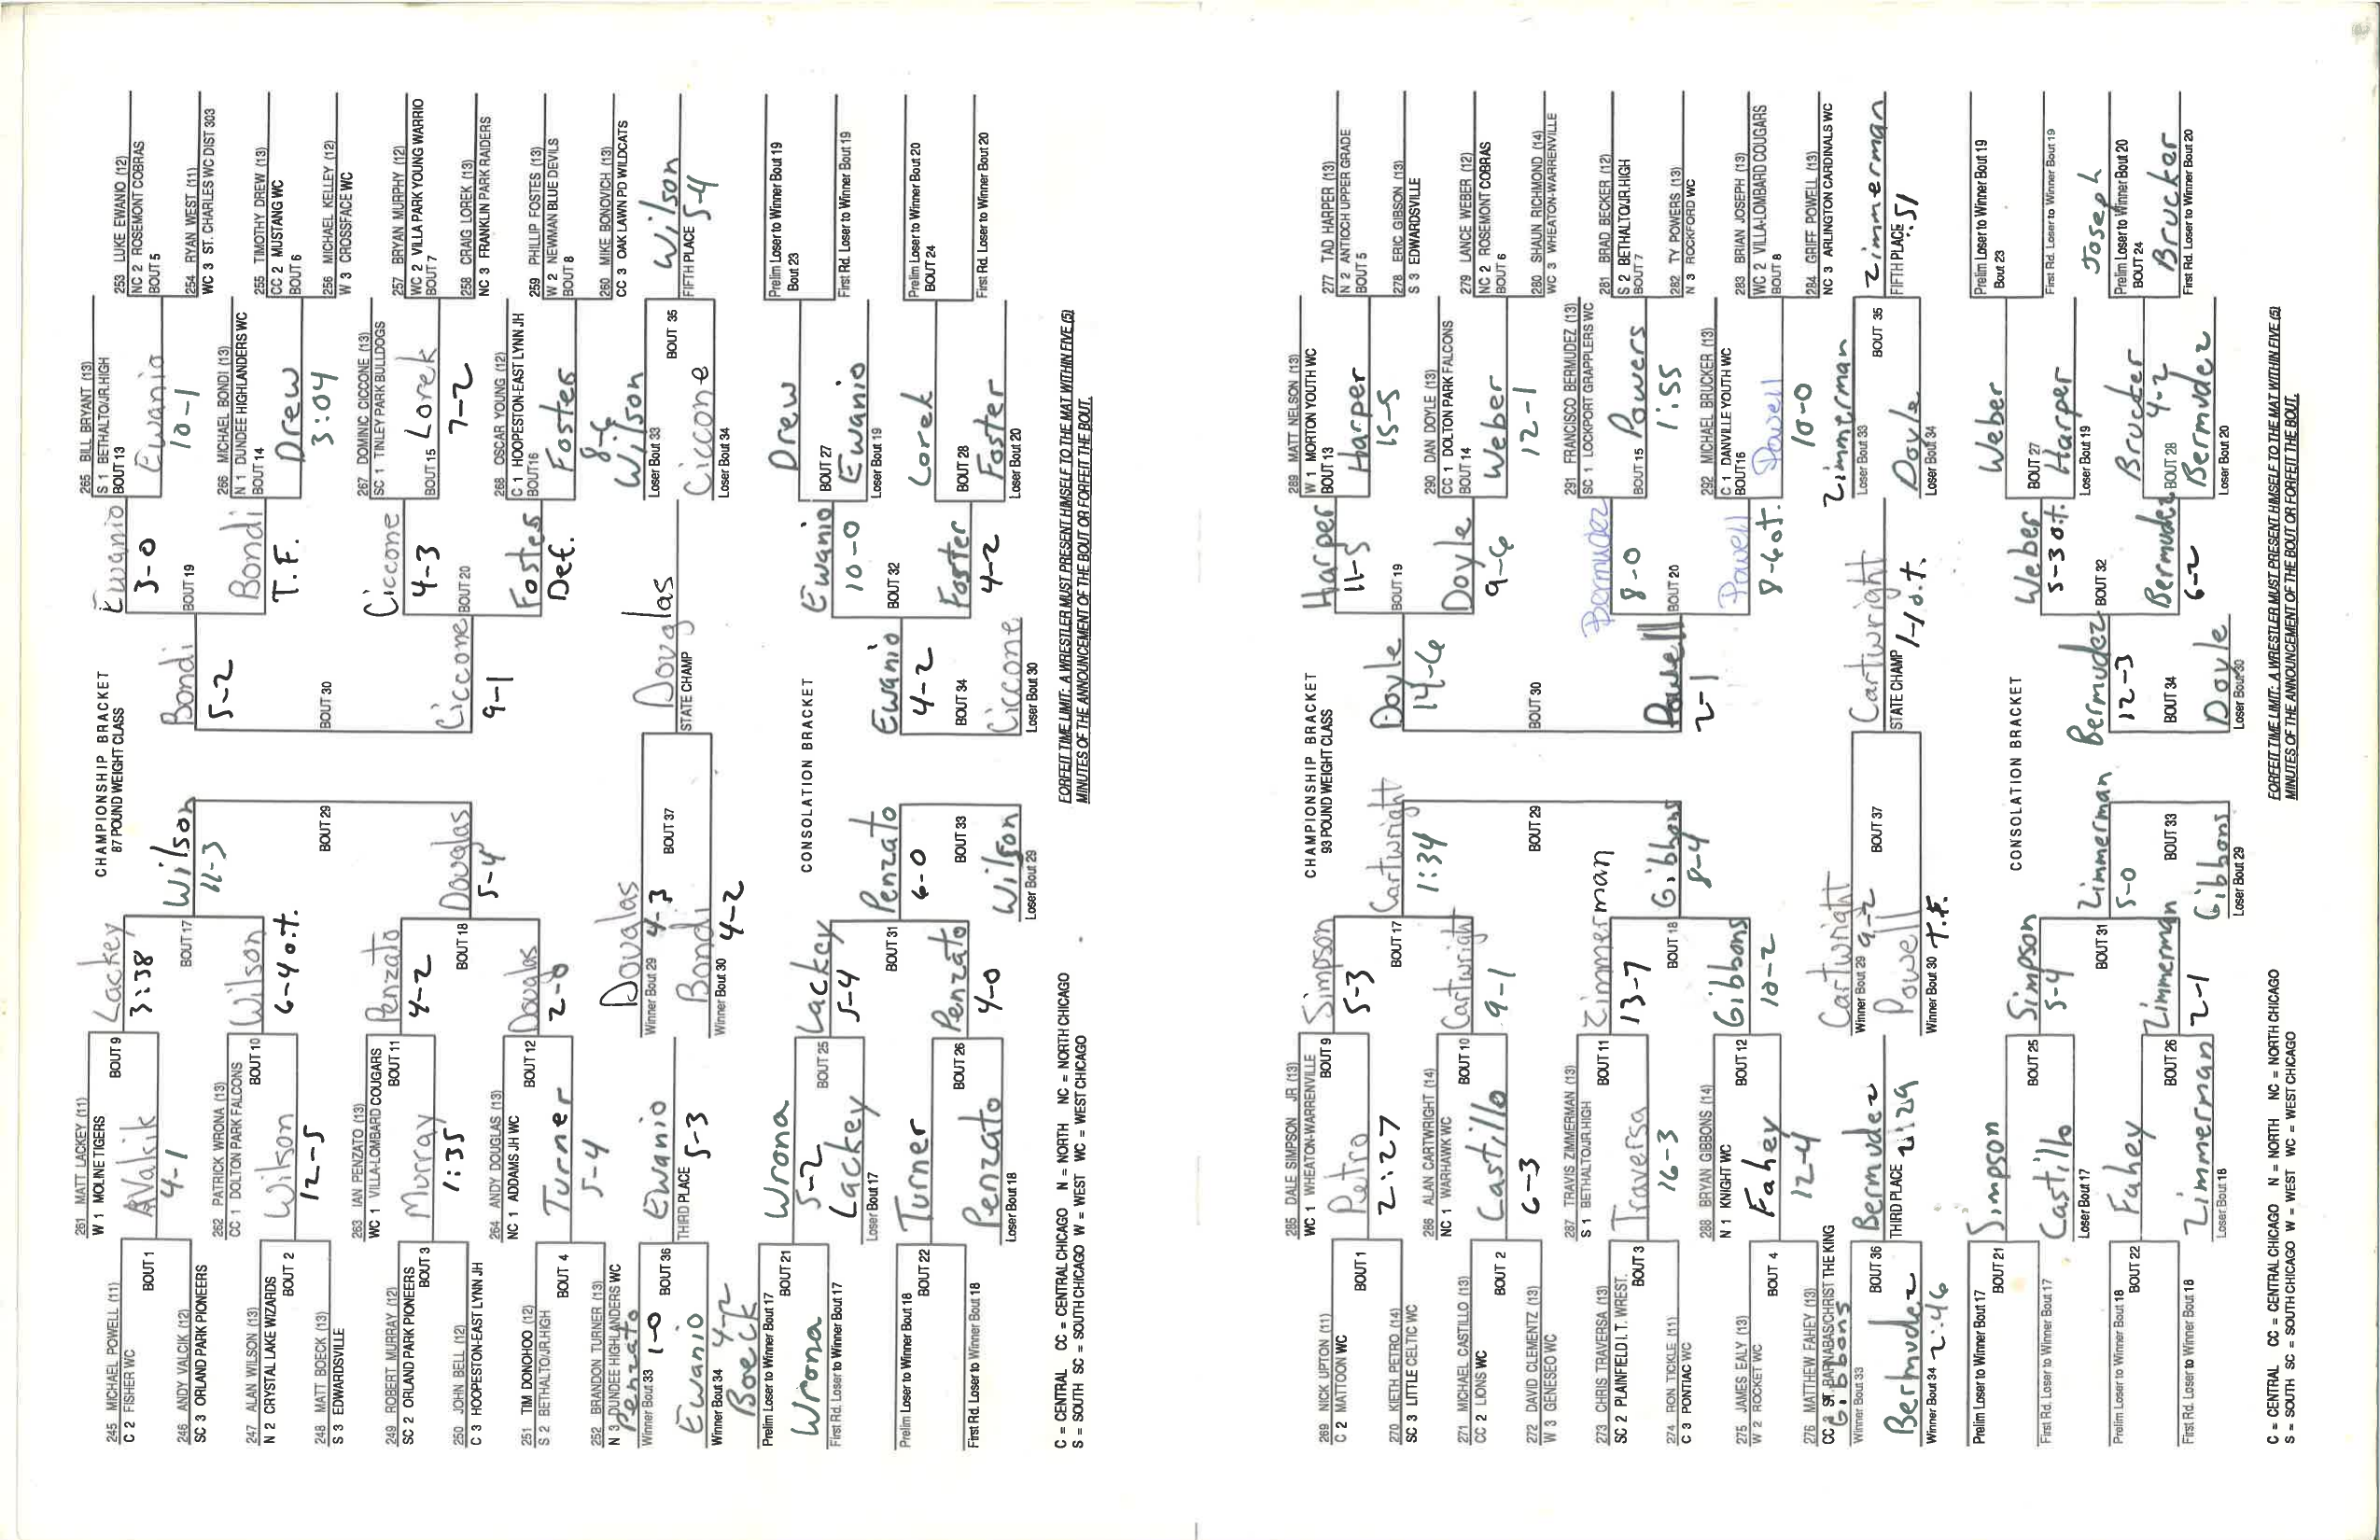 CHAMPIONSHIP BRACKET
87 POUND WEIGHT CLASS
245 MICHAEL POWELL (11)
C 2 FISHER WC
BOUT 1
246 ANDY VALCIK (12)
SC 3 ORLAND PARK PIONEERS
247 ALAN WILSON (13)
N 2 CRYSTAL LAKE WIZARDS
BOUT 2
248 MATT BOECK (13)
S 3 EDWARDSVILLE
249 ROBERT MURRAY (12)
SC 2 ORLAND PARK PIONEERS
BOUT 3
250 JOHN BELL (12)
C 3 HOOPESTON-EAST LYNN JH
251 TIM DONOHOO (12)
S 2 BETHALTO/JR.HIGH
BOUT 4
252 BRANDON TURNER (13)
N 3 DUNDEE HIGHLANDERS WC
261 MATT LACKEY (11)
W 1 MOLINE TIGERS
BOUT 9
AValcik
4-1
262 PATRICK WRONA (13)
CC 1 DOLTON PARK FALCONS
BOUT 10
Wilson
12-5
263 IAN PENZATO (13)
WC 1 VILLA-LOMBARD COUGARS
BOUT 11
Murray
1:35
264 ANDY DOUGLAS (13)
NC 1 ADDAMS JH WC
BOUT 12
Turner
5-4
Lackey
3:38
BOUT 17
Wilson
6-4 o.t.
Penzato
4-2
BOUT 18
Douglas
2-0
Wilson
11-3
BOUT 29
Douglas
5-4
Bondi
5-2
BOUT 30
Ciccone
9-1
Ewanio
3-0
BOUT 19
Bondi
T.F.
Ciccone
4-3
BOUT 20
Foster
Def.
265 BILL BRYANT (13)
S 1 BETHALTO/JR.HIGH
BOUT 13
Ewanio
10-1
266 MICHAEL BONDI (13)
N 1 DUNDEE HIGHLANDERS WC
BOUT 14
Drew
3:04
267 DOMINIC CICCONE (13)
SC 1 TINLEY PARK BULLDOGS
BOUT 15
Lorek
7-2
268 OSCAR YOUNG (12)
C 1 HOOPESTON-EAST LYNN JH
BOUT16
Foster
8-6
253 LUKE EWANIO (12)
NC 2 ROSEMONT COBRAS
BOUT 5
254 RYAN WEST (11)
WC 3 ST. CHARLES WC DIST 303
255 TIMOTHY DREW (13)
CC 2 MUSTANG WC
BOUT 6
256 MICHAEL KELLEY (12)
W 3 CROSSFACE WC
257 BRYAN MURPHY (12)
WC 2 VILLA PARK YOUNG WARRIO
BOUT 7
258 CRAIG LOREK (13)
NC 3 FRANKLIN PARK RAIDERS
259 PHILLIP FOSTES (13)
W 2 NEWMAN BLUE DEVILS
BOUT 8
260 MIKE BONOVICH (13)
CC 3 OAK LAWN PD WILDCATS
Penzato
Winner Bout 33
1-0
BOUT 36
Ewanio
Winner Bout 34
Ewanio
THIRD PLACE
5-3
Douglas
Winner Bout 29
4-3
BOUT 37
Bondi
Winner Bout 30
4-2
Douglas
STATE CHAMP
Wilson
Loser Bout 33
BOUT 35
Ciccone
Loser Bout 34
Wilson
FIFTH PLACE
5-4
CONSOLATION BRACKET
Boeck 4-2
Prelim Loser to Winner Bout 17
BOUT 21
Wrona
First Rd. Loser to Winner Bout 17
Prelim Loser to Winner Bout 18
BOUT 22
First Rd. Loser to Winner Bout 18
Wrona
5-2
BOUT 25
Lackey
Loser Bout 17
Turner
BOUT 26
Penzato
Loser Bout 18
Lackey
5-4
BOUT 31
Penzato
4-0
Penzato
6-0
BOUT 33
Wilson
Loser Bout 29
Ewanio
4-2
BOUT 34
Ciccone
Loser Bout 30
Ewanio
10-0
BOUT 32
Foster
4-2
Drew
BOUT 27
Ewanio
Loser Bout 19
Lorek
BOUT 28
Foster
Loser Bout 20
Prelim Loser to Winner Bout 19
Bout 23
First Rd. Loser to Winner Bout 19
Prelim Loser to Winner Bout 20
BOUT 24
First Rd. Loser to Winner Bout 20
C = CENTRAL CC = CENTRAL CHICAGO N = NORTH NC = NORTH CHICAGO
S = SOUTH SC = SOUTH CHICAGO W = WEST WC = WEST CHICAGO
FORFEIT TIME LIMIT: A WRESTLER MUST PRESENT HIMSELF TO THE MAT WITHIN FIVE (5)
MINUTES OF THE ANNOUNCEMENT OF THE BOUT OR FORFEIT THE BOUT.
CHAMPIONSHIP BRACKET
93 POUND WEIGHT CLASS
269 NICK UPTON (11)
C 2 MATTOON WC
BOUT 1
270 KIETH PETRO (14)
SC 3 LITTLE CELTIC WC
271 MICHAEL CASTILLO (13)
CC 2 LIONS WC
BOUT 2
272 DAVID CLEMENTZ (13)
W 3 GENESEO WC
273 CHRIS TRAVERSA (13)
SC 2 PLAINFIELD I.T. WREST.
BOUT 3
274 RON TICKLE (11)
C 3 PONTIAC WC
275 JAMES EALY (13)
W 2 ROCKET WC
BOUT 4
276 MATTHEW FAHEY (13)
CC 3 ST. BARNABAS/CHRIST THE KING
285 DALE SIMPSON JR (13)
WC 1 WHEATON-WARRENVILLE
BOUT 9
Petro
2:27
286 ALAN CARTWRIGHT (14)
NC 1 WARHAWK WC
BOUT 10
Castillo
6-3
287 TRAVIS ZIMMERMAN (13)
S 1 BETHALTO/JR.HIGH
BOUT 11
Traversa
16-3
288 BRYAN GIBBONS (14)
N 1 KNIGHT WC
BOUT 12
Fahey
12-4
Simpson
5-3
BOUT 17
Cartwright
9-1
Zimmerman
13-7
BOUT 18
Gibbons
10-2
Cartwright
1:34
BOUT 29
Gibbons
8-4
Doyle
14-6
BOUT 30
Powell
2-1
Harper
11-5
BOUT 19
Doyle
9-6
Bermudez
8-0
BOUT 20
Powell
8-6 o.t.
289 MATT NELSON (13)
W 1 MORTON YOUTH WC
BOUT 13
Harper
15-5
290 DAN DOYLE (13)
CC 1 DOLTON PARK FALCONS
BOUT 14
Weber
12-1
291 FRANCISCO BERMUDEZ (13)
SC 1 LOCKPORT GRAPPLERS WC
BOUT 15
Powers
1:55
292 MICHAEL BRUCKER (13)
C 1 DANVILLE YOUTH WC
BOUT16
Powell
10-0
277 TAD HARPER (13)
N 2 ANTIOCH UPPER GRADE
BOUT 5
278 ERIC GIBSON (13)
S 3 EDWARDSVILLE
279 LANCE WEBER (12)
NC 2 ROSEMONT COBRAS
BOUT 6
280 SHAUN RICHMOND (14)
WC 3 WHEATON-WARRENVILLE
281 BRAD BECKER (12)
S 2 BETHALTO/JR.HIGH
BOUT 7
282 TY POWERS (13)
N 3 ROCKFORD WC
283 BRIAN JOSEPH (13)
WC 2 VILLA-LOMBARD COUGARS
BOUT 8
284 GRIFF POWELL (13)
NC 3 ARLINGTON CARDINALS WC
Gibbons
Winner Bout 33
BOUT 36
Bermudez
Winner Bout 34
2:46
Bermudez
THIRD PLACE
Cartwright
Winner Bout 29
9-2
BOUT 37
Powell
Winner Bout 30
T.F.
Cartwright
STATE CHAMP
1-1 o.t.
Zimmerman
Loser Bout 33
BOUT 35
Doyle
Loser Bout 34
Zimmerman
FIFTH PLACE
:51
CONSOLATION BRACKET
Prelim Loser to Winner Bout 17
BOUT 21
First Rd. Loser to Winner Bout 17
Prelim Loser to Winner Bout 18
BOUT 22
First Rd. Loser to Winner Bout 18
Simpson
BOUT 25
Castillo
Loser Bout 17
Fahey
BOUT 26
Zimmerman
Loser Bout 18
Simpson
5-4
BOUT 31
Zimmerman
2-1
Zimmerman
5-0
BOUT 33
Gibbons
Loser Bout 29
Bermudez
12-3
BOUT 34
Doyle
Loser Bout 30
Weber
5-3 o.t.
BOUT 32
Bermudez
6-2
Weber
BOUT 27
Harper
Loser Bout 19
Brucker
4-2
BOUT 28
Bermudez
Loser Bout 20
Prelim Loser to Winner Bout 19
Bout 23
First Rd. Loser to Winner Bout 19
Joseph
Prelim Loser to Winner Bout 20
BOUT 24
Brucker
First Rd. Loser to Winner Bout 20
C = CENTRAL CC = CENTRAL CHICAGO N = NORTH NC = NORTH CHICAGO
S = SOUTH SC = SOUTH CHICAGO W = WEST WC = WEST CHICAGO
FORFEIT TIME LIMIT: A WRESTLER MUST PRESENT HIMSELF TO THE MAT WITHIN FIVE (5)
MINUTES OF THE ANNOUNCEMENT OF THE BOUT OR FORFEIT THE BOUT.